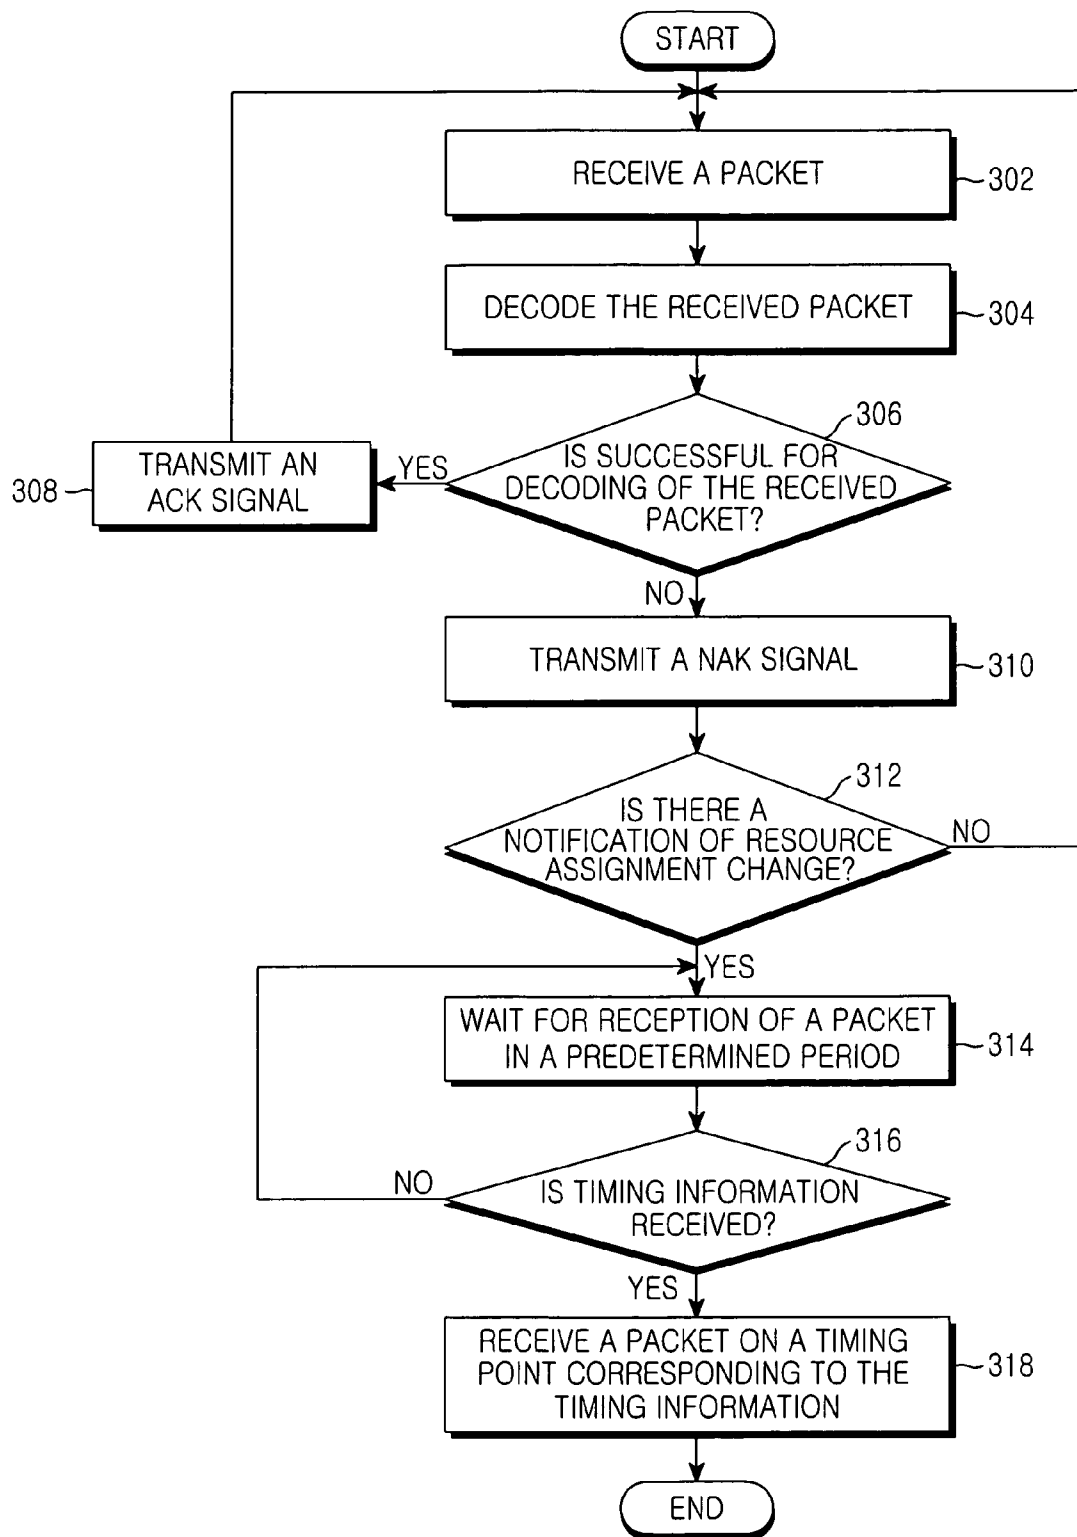 START
RECEIVE A PACKET
302
DECODE THE RECEIVED PACKET
304
306
IS SUCCESSFUL FOR
DECODING OF THE RECEIVED
PACKET?
YES
TRANSMIT AN
ACK SIGNAL
308
NO
TRANSMIT A NAK SIGNAL
310
312
IS THERE A
NOTIFICATION OF RESOURCE
ASSIGNMENT CHANGE?
NO
YES
WAIT FOR RECEPTION OF A PACKET
IN A PREDETERMINED PERIOD
314
316
IS TIMING INFORMATION
RECEIVED?
NO
YES
RECEIVE A PACKET ON A TIMING
POINT CORRESPONDING TO THE
TIMING INFORMATION
318
END